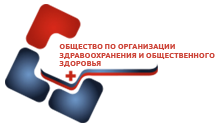 ОБЩЕСТВО ПО ОРГАНИЗАЦИИ
ЗДРАВООХРАНЕНИЯ И ОБЩЕСТВЕННОГО
ЗДОРОВЬЯ